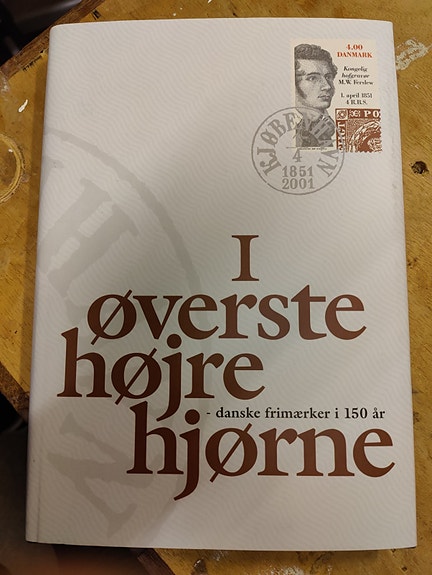 4.00
DANMARK
Kongelig
hofgravør
M.W. Ferslew
1. april 1851
4 R.B.S.
KJØBENHAVN
4
1851
2001
I
øverste
højre
- danske frimærker i 150 år
hjørne